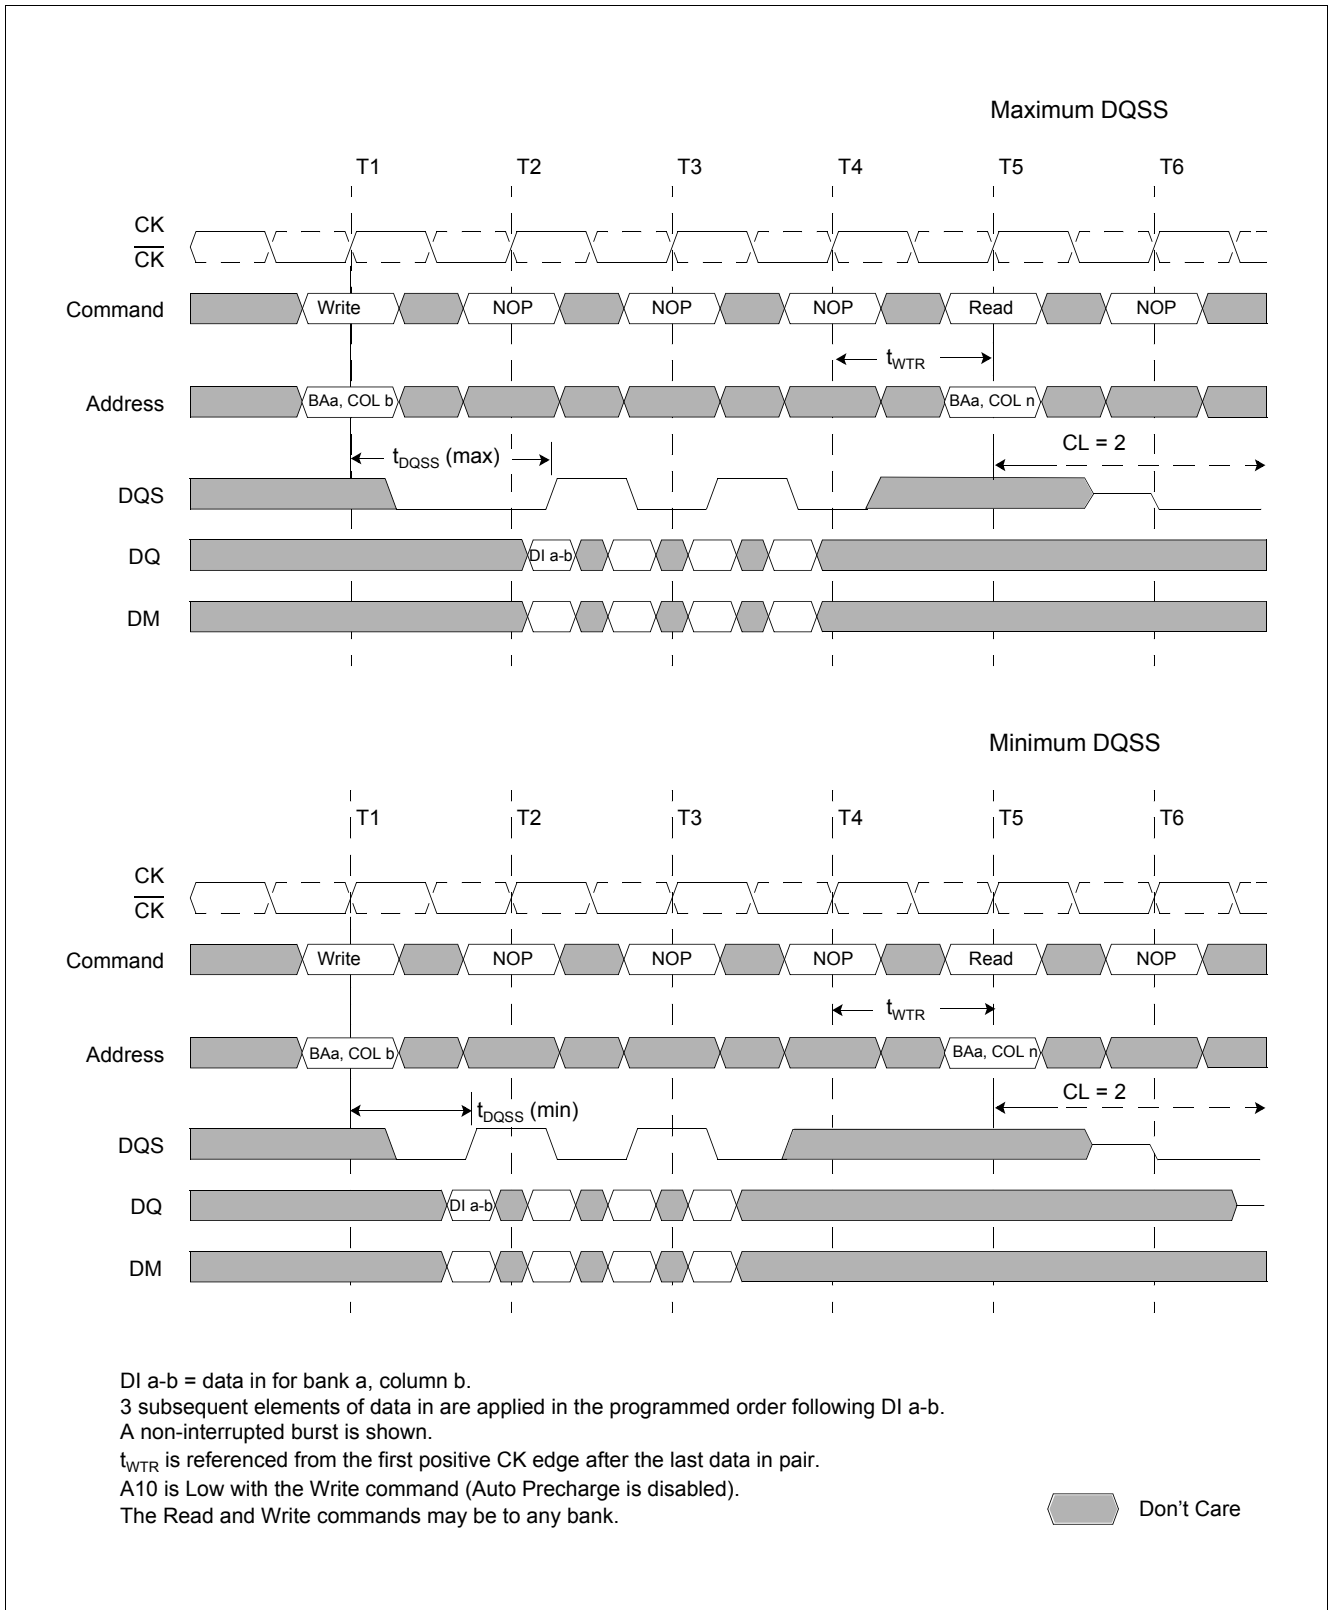 Maximum DQSS
T1 T2 T3 T4 T5 T6
CK
CK
Command Write NOP NOP NOP Read NOP
tWTR
Address BAa, COL b BAa, COL n
tDQSS (max) CL = 2
DQS
DQ DI a-b
DM
Minimum DQSS
T1 T2 T3 T4 T5 T6
CK
CK
Command Write NOP NOP NOP Read NOP
tWTR
Address BAa, COL b BAa, COL n
tDQSS (min) CL = 2
DQS
DQ DI a-b
DM
DI a-b = data in for bank a, column b.
3 subsequent elements of data in are applied in the programmed order following DI a-b.
A non-interrupted burst is shown.
tWTR is referenced from the first positive CK edge after the last data in pair.
A10 is Low with the Write command (Auto Precharge is disabled).
The Read and Write commands may be to any bank.
Don't Care